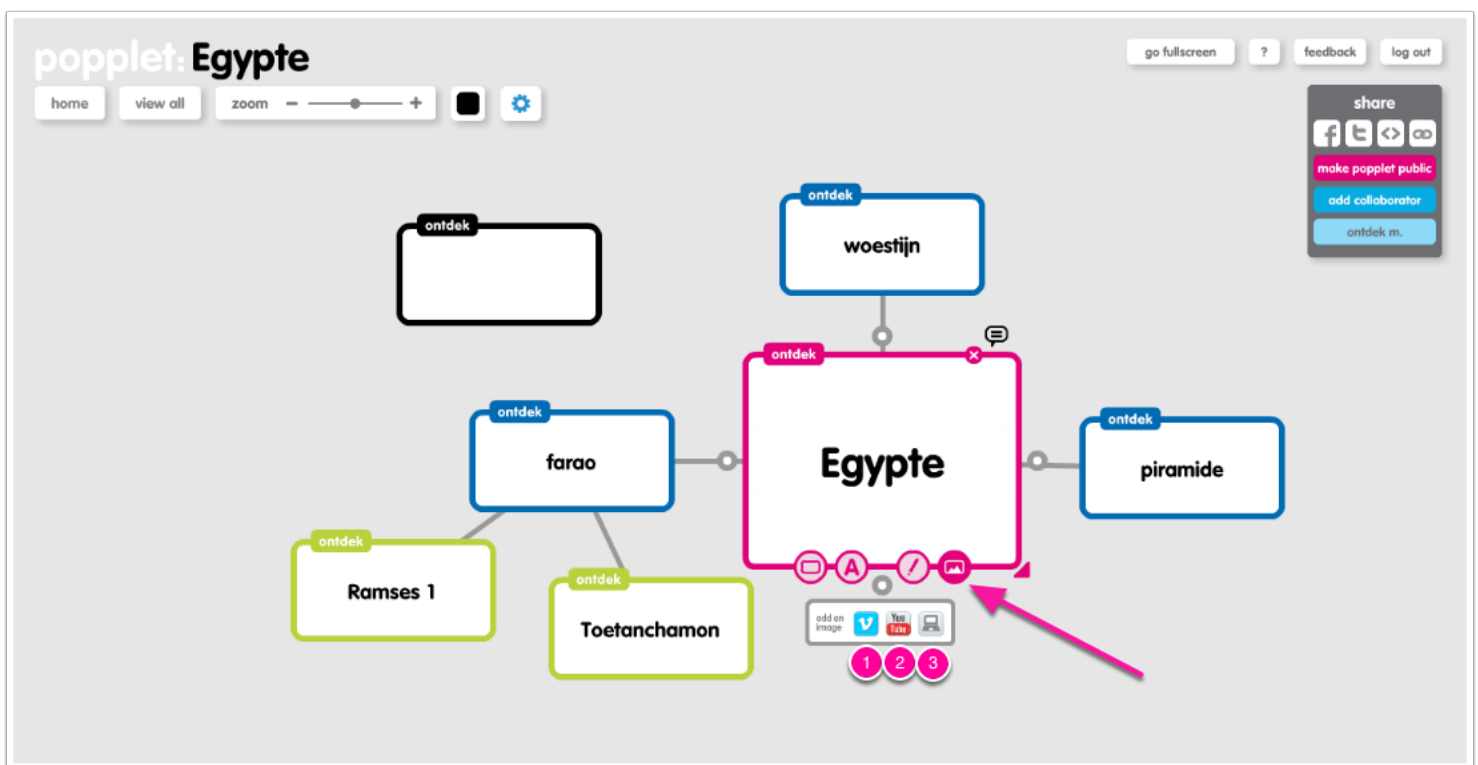 popplet: Egypte
go fullscreen ? feedback log out
home view all zoom - +
share
make popplet public
add collaborator
ontdek m.
ontdek
woestijn
ontdek
ontdek
Egypte
ontdek
farao
ontdek
piramide
ontdek
Ramses 1
ontdek
Toetanchamon
A
add an
image
You
Tube
1 2 3